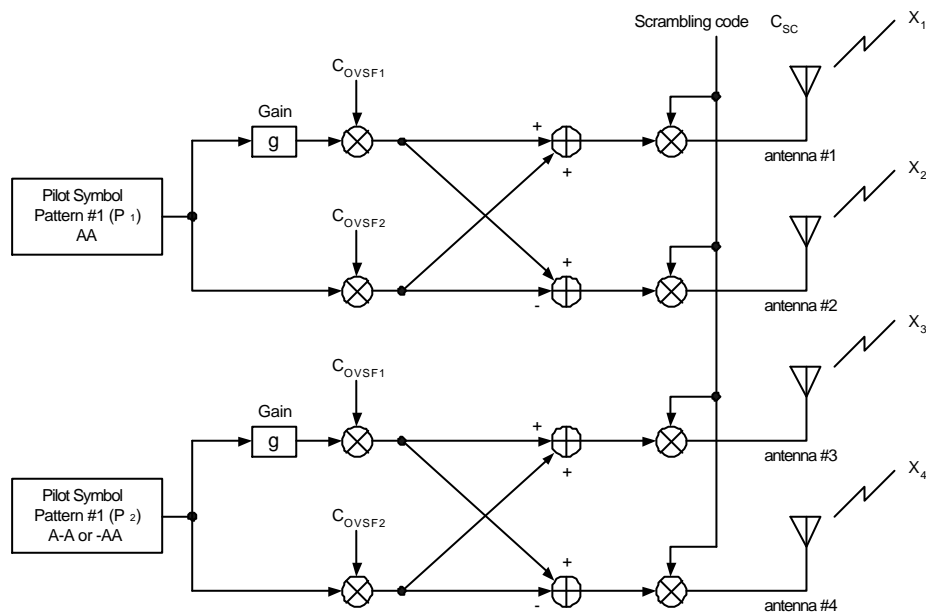 Scrambling code C_SC
X_1
C_OVSF1
Gain
g
+
+
antenna #1
Pilot Symbol
Pattern #1 (P_1)
AA
X_2
C_OVSF2
+
-
antenna #2
X_3
C_OVSF1
Gain
g
+
+
antenna #3
Pilot Symbol
Pattern #1 (P_2)
A-A or -AA
X_4
C_OVSF2
+
-
antenna #4